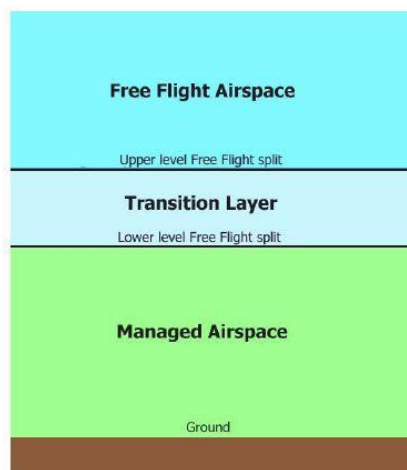 Free Flight Airspace
Upper level Free Flight split
Transition Layer
Lower level Free Flight split
Managed Airspace
Ground